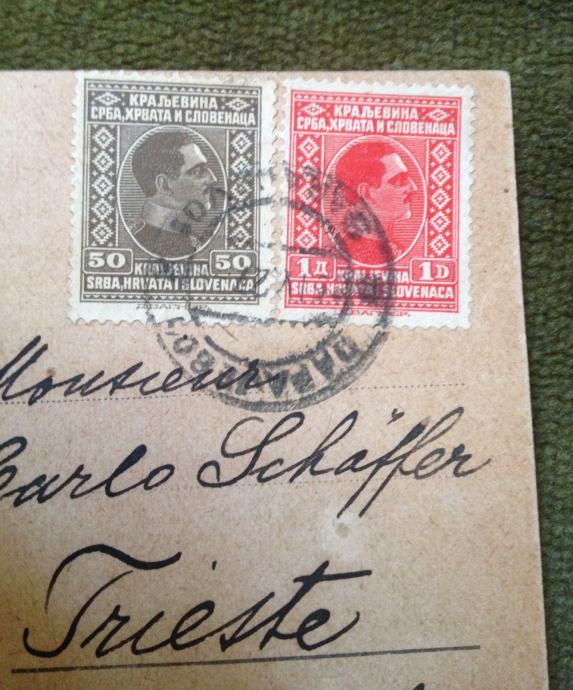 КРАЉЕВИНА
СРБА, ХРВАТА И СЛОВЕНАЦА
50 КРАЉЕВИНА 50
SRBA, HRVATA I SLOVENACA
КРАЉЕВИНА
СРБА, ХРВАТА И СЛОВЕНАЦА
1Д KRALJEVINA 1D
SRBA, HRVATA I SLOVENACA
Monsieur
Carlo Schäffer
Trieste